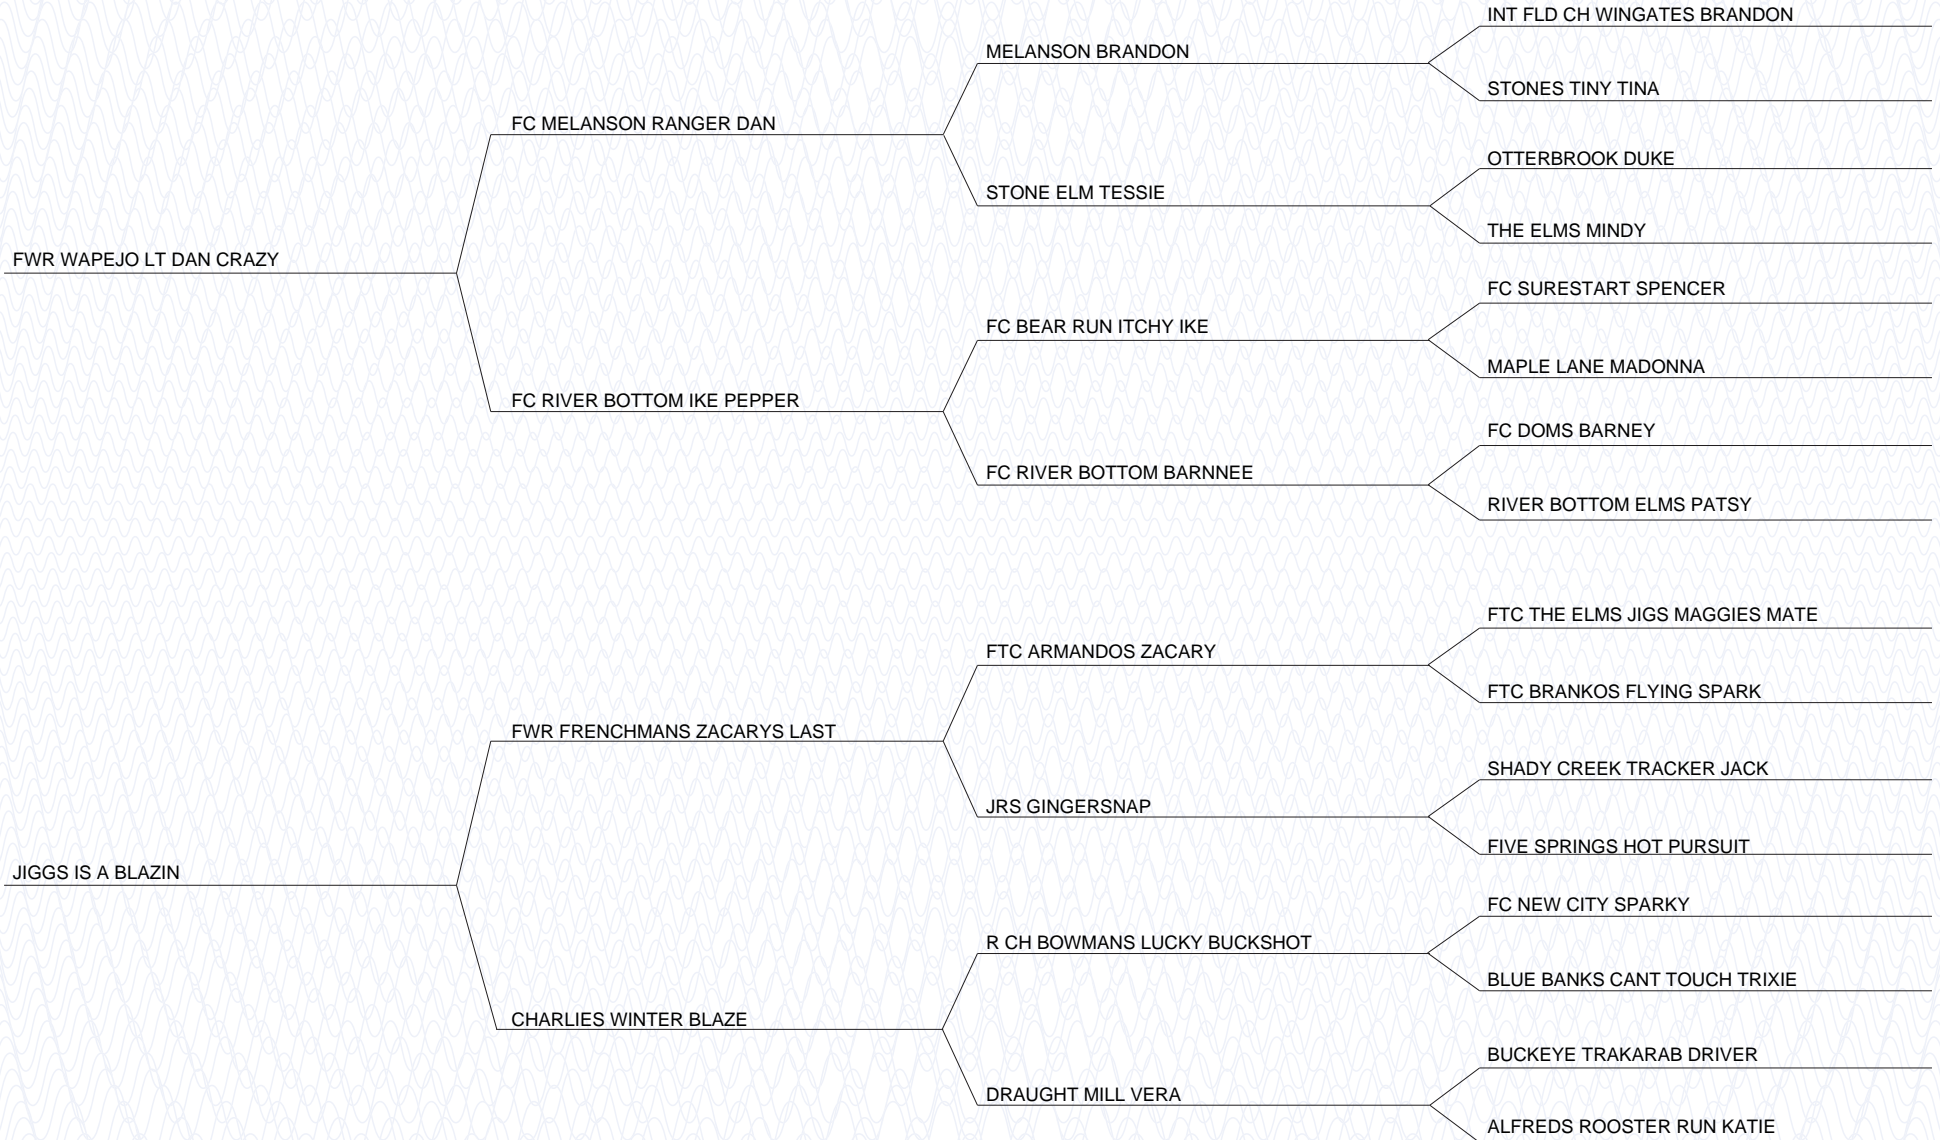 INT FLD CH WINGATES BRANDON
MELANSON BRANDON
STONES TINY TINA
FC MELANSON RANGER DAN
OTTERBROOK DUKE
STONE ELM TESSIE
THE ELMS MINDY
FWR WAPEJO LT DAN CRAZY
FC SURESTART SPENCER
FC BEAR RUN ITCHY IKE
MAPLE LANE MADONNA
FC RIVER BOTTOM IKE PEPPER
FC DOMS BARNEY
FC RIVER BOTTOM BARNNEE
RIVER BOTTOM ELMS PATSY
FTC THE ELMS JIGS MAGGIES MATE
FTC ARMANDOS ZACARY
FTC BRANKOS FLYING SPARK
FWR FRENCHMANS ZACARYS LAST
SHADY CREEK TRACKER JACK
JRS GINGERSNAP
FIVE SPRINGS HOT PURSUIT
JIGGS IS A BLAZIN
FC NEW CITY SPARKY
R CH BOWMANS LUCKY BUCKSHOT
BLUE BANKS CANT TOUCH TRIXIE
CHARLIES WINTER BLAZE
BUCKEYE TRAKARAB DRIVER
DRAUGHT MILL VERA
ALFREDS ROOSTER RUN KATIE